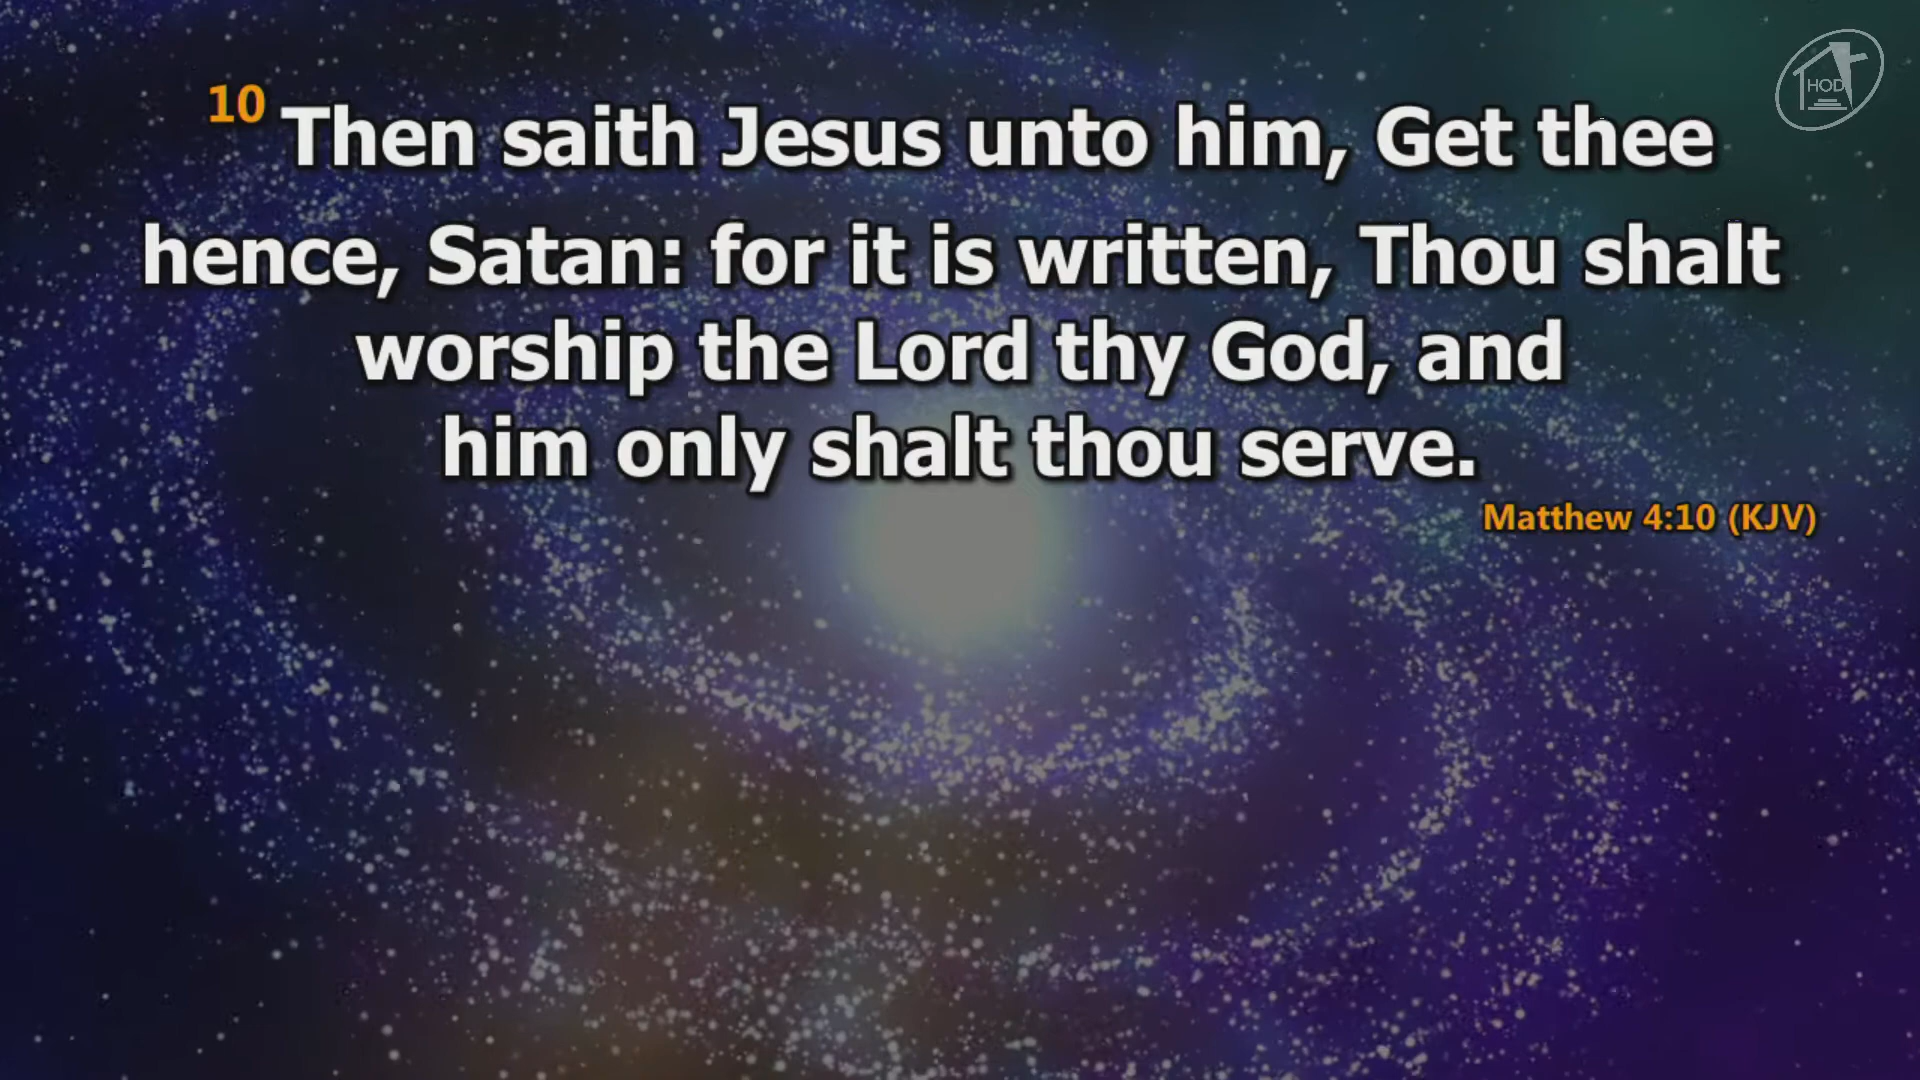 HOD
10 Then saith Jesus unto him, Get thee
hence, Satan: for it is written, Thou shalt
worship the Lord thy God, and
him only shalt thou serve.
Matthew 4:10 (KJV)